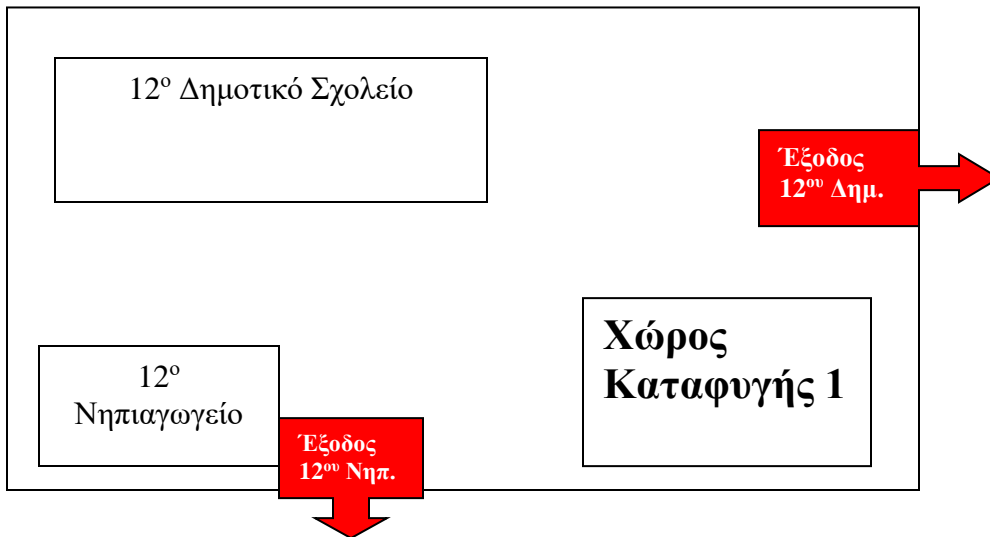 12ο Δημοτικό Σχολείο
Έξοδος
12ου Δημ.
Χώρος
Καταφυγής 1
12ο
Νηπιαγωγείο
Έξοδος
12ου Νηπ.